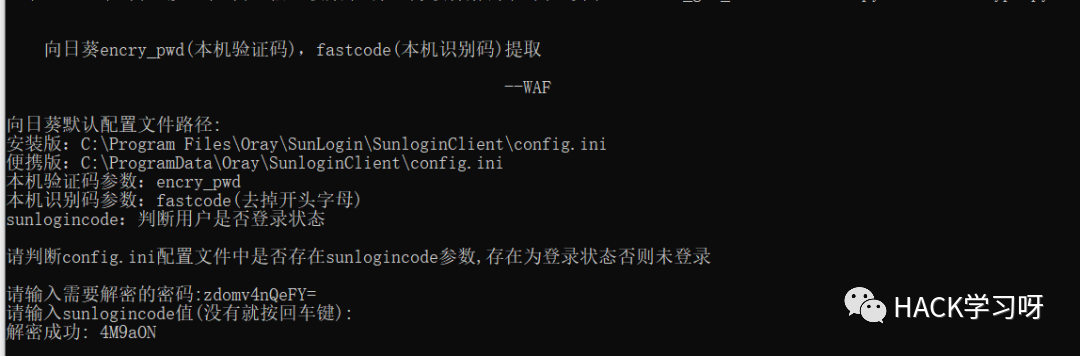 向日葵encry_pwd(本机验证码), fastcode(本机识别码)提取
--WAF
向日葵默认配置文件路径:
安装版: C:\Program Files\Oray\SunLogin\SunloginClient\config.ini
便携版: C:\ProgramData\Oray\SunloginClient\config.ini
本机验证码参数: encry_pwd
本机识别码参数: fastcode(去掉开头字母)
sunlogincode: 判断用户是否登录状态
请判断config.ini配置文件中是否存在sunlogincode参数,存在为登录状态否则未登录
请输入需要解密的密码:zdomv4nQeFY=
请输入sunlogincode值(没有就按回车键):
解密成功: 4M9aON
HACK学习呀